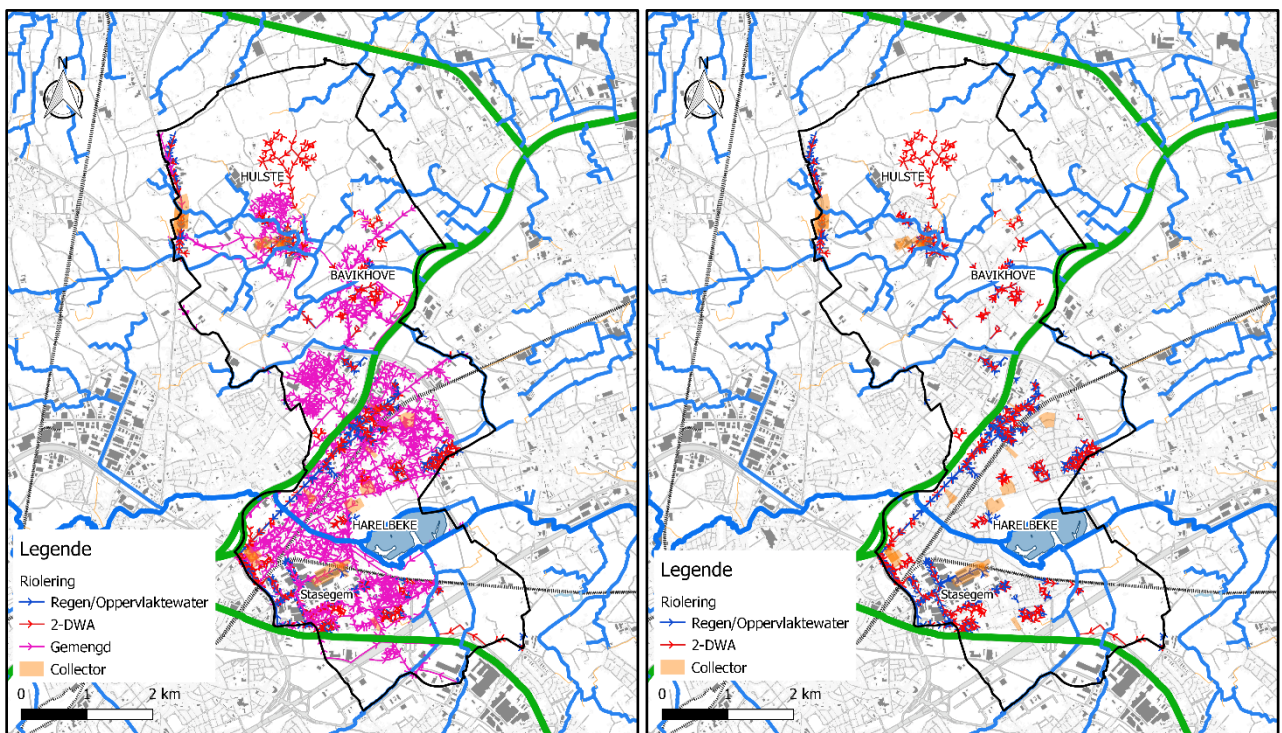 N
HULSTE
BAVIKHOVE
HARELBEKE
Stasegem
Legende
Riolering
Regen/Oppervlaktewater
2-DWA
Gemengd
Collector
0 1 2 km
N
HULSTE
BAVIKHOVE
HARELBEKE
Stasegem
Legende
Riolering
Regen/Oppervlaktewater
2-DWA
Collector
0 1 2 km